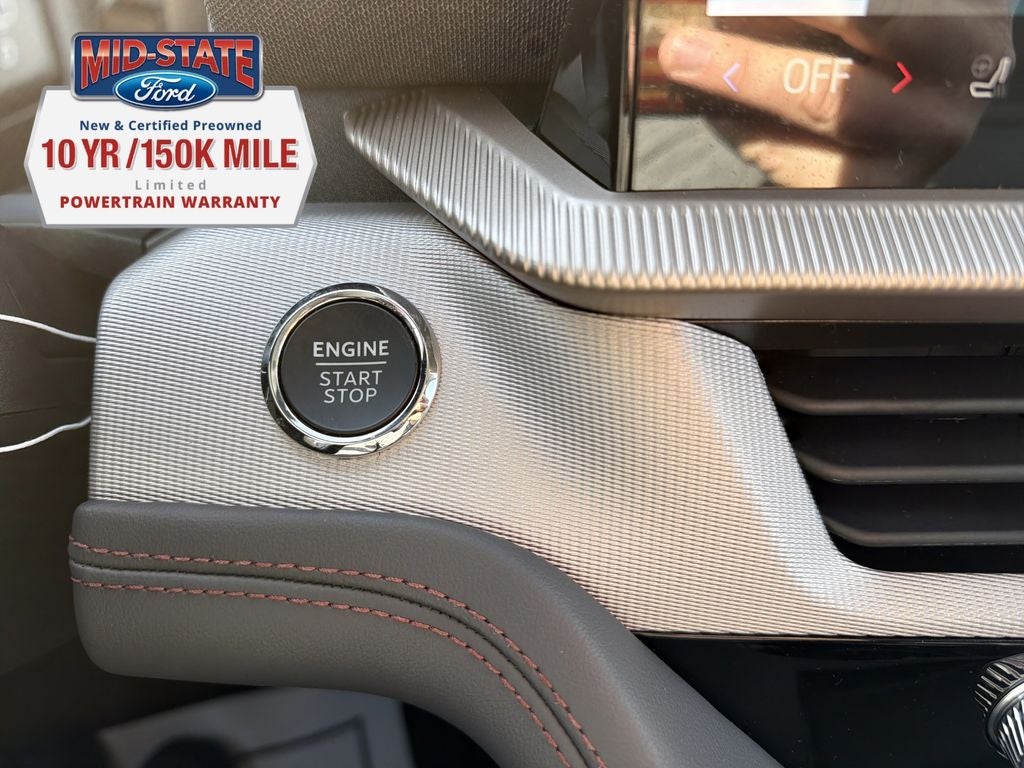 MID-STATE
Ford
New & Certified Preowned
10 YR/150K MILE
Limited
POWERTRAIN WARRANTY
OFF
ENGINE
START
STOP